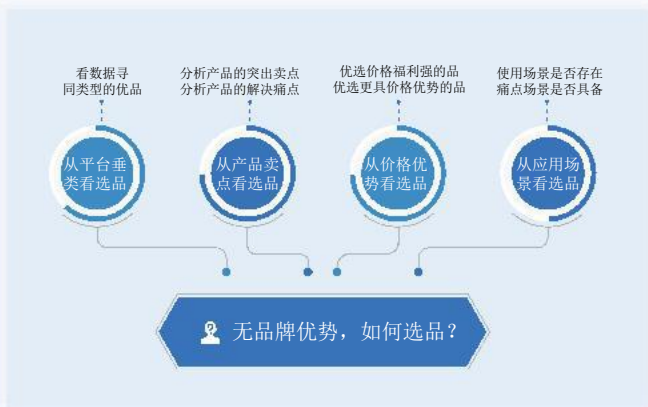 看数据寻
同类型的优品
分析产品的突出卖点
分析产品的解决痛点
优选价格福利强的品
优选更具价格优势的品
使用场景是否存在
痛点场景是否具备
从平台垂
类看选品
从产品卖
点看选品
从价格优
势看选品
从应用场
景看选品
无品牌优势，如何选品？